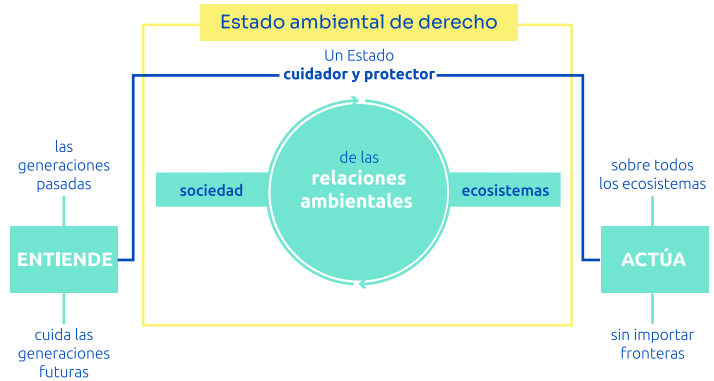 Estado ambiental de derecho
Un Estado
cuidador y protector
de las
relaciones
ambientales
sociedad
ecosistemas
las
generaciones
pasadas
ENTIENDE
cuida las
generaciones
futuras
sobre todos
los ecosistemas
ACTÚA
sin importar
fronteras